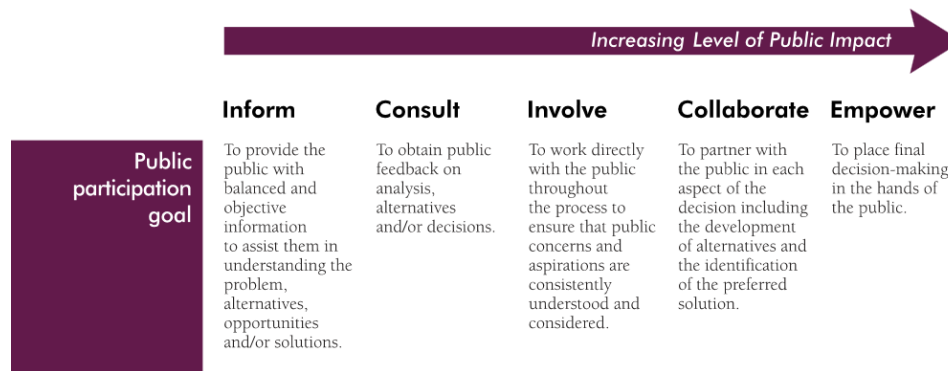 Increasing Level of Public Impact
Inform
Consult
Involve
Collaborate
Empower
Public
participation
goal
To provide the
public with
balanced and
objective
information
to assist them in
understanding the
problem,
alternatives,
opportunities
and/or solutions.
To obtain public
feedback on
analysis,
alternatives
and/or decisions.
To work directly
with the public
throughout
the process to
ensure that public
concerns and
aspirations are
consistently
understood and
considered.
To partner with
the public in each
aspect of the
decision including
the development
of alternatives and
the identification
of the preferred
solution.
To place final
decision-making
in the hands of
the public.